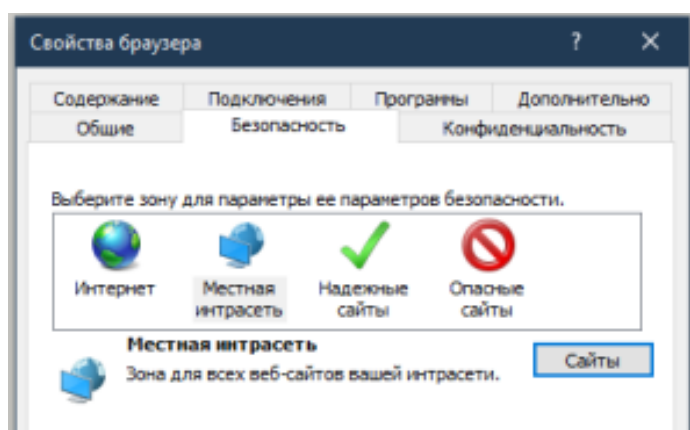 Свойства браузера ? ×
Содержание Подключения Программы Дополнительно
Общие Безопасность Конфиденциальность
Выберите зону для параметры ее параметров безопасности.
Интернет Местная интрасеть Надежные сайты Опасные сайты
Местная интрасеть
Зона для всех веб-сайтов вашей интрасети.
Сайты